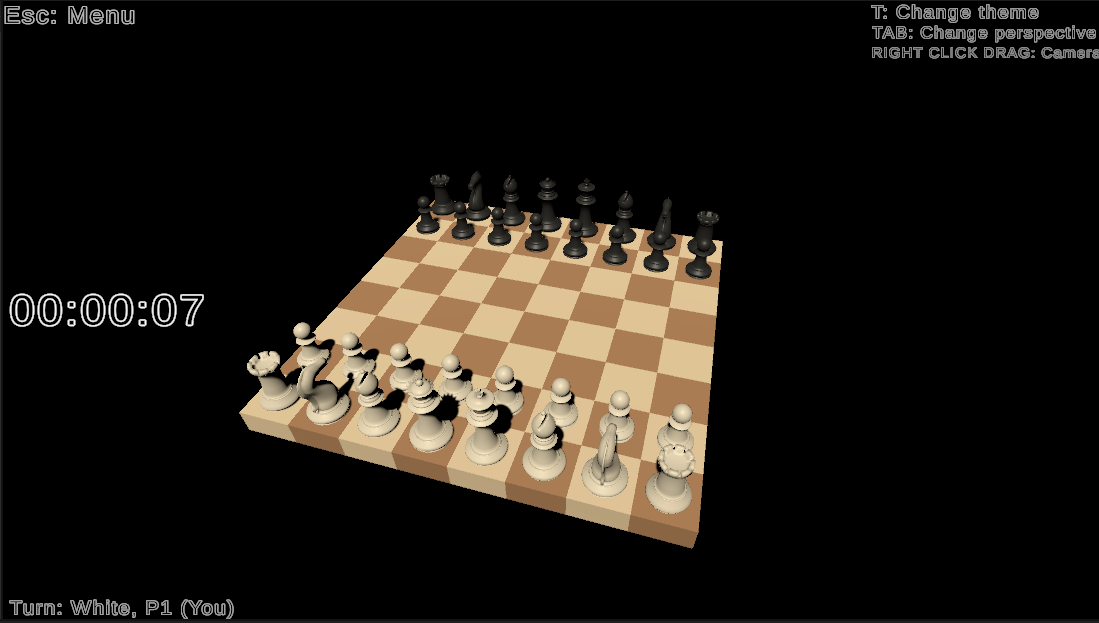 Esc: Menu
T: Change theme
TAB: Change perspective
RIGHT CLICK DRAG: Camera
00:00:07
Turn: White, P1 (You)